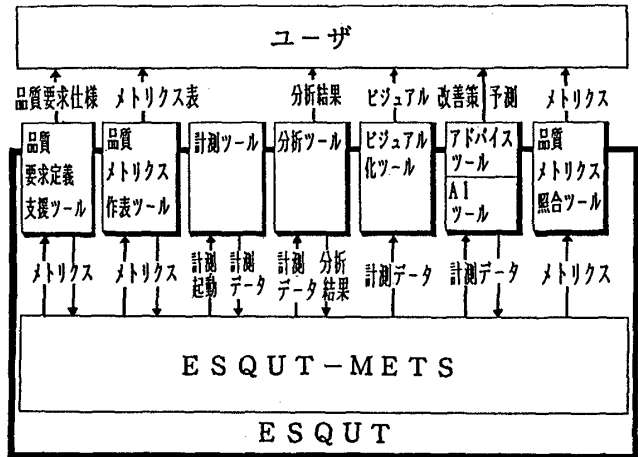 ユーザ
品質要求仕様 メトリクス表 分析結果 ビジュアル 改善策 予測 メトリクス
品質
要求定義
支援ツール
品質
メトリクス
作表ツール
計測ツール
分析ツール
ビジュアル
化ツール
アドバイス
ツール
AI
ツール
品質
メトリクス
照合ツール
メトリクス
メトリクス
計測
起動
計測
データ
計測
データ
分析
結果
計測データ
計測データ
メトリクス
ESQUT－METS
ESQUT